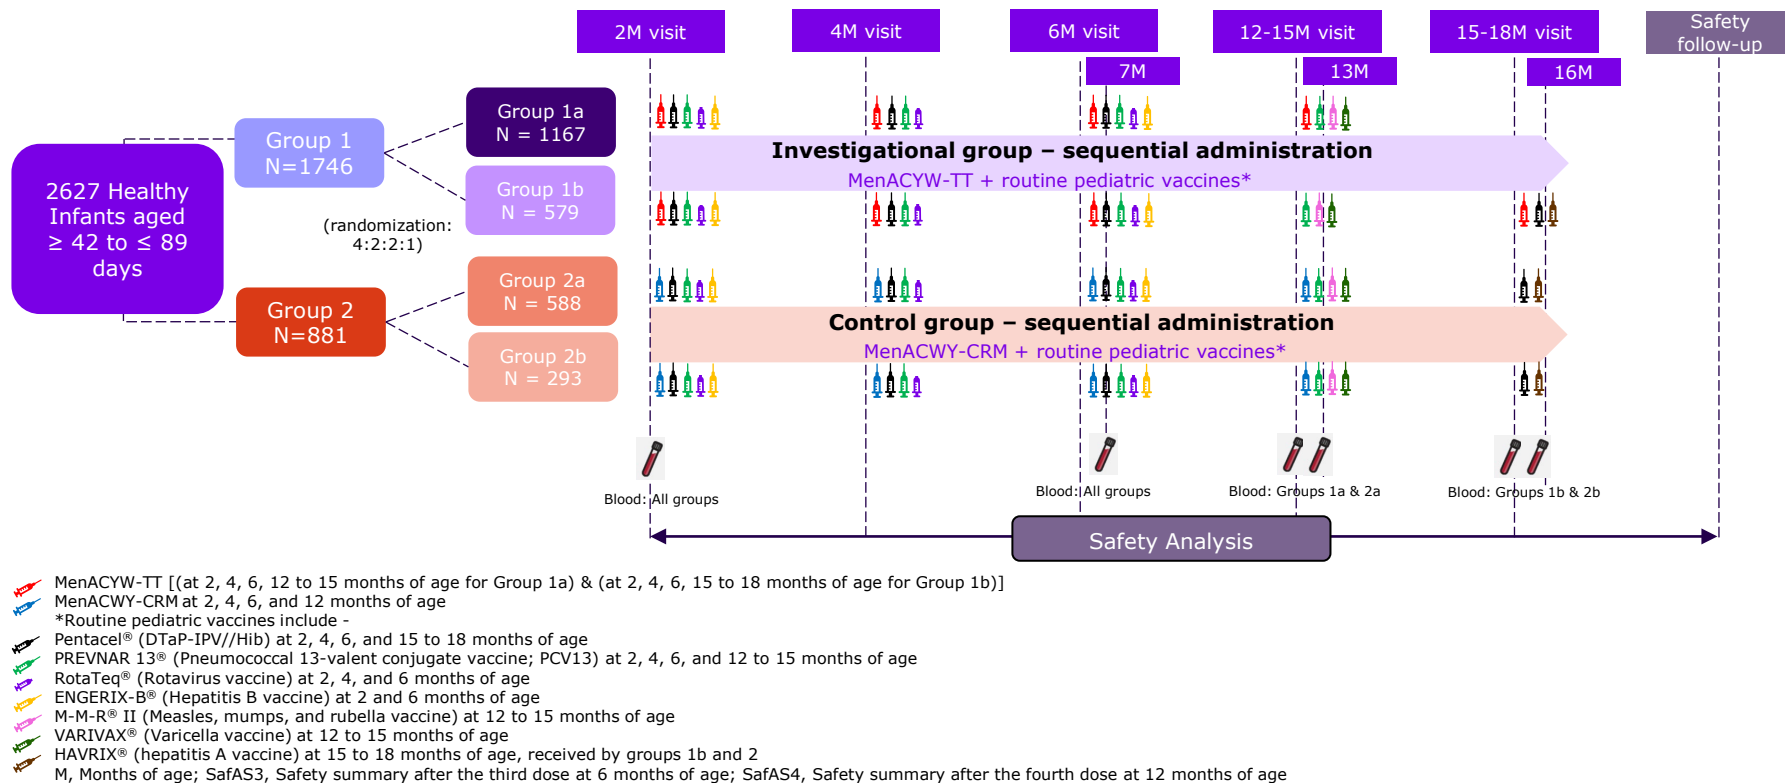 2M visit
4M visit
6M visit
12-15M visit
15-18M visit
Safety
follow-up
7M
13M
16M
2627 Healthy
Infants aged
≥ 42 to ≤ 89
days
Group 1
N=1746
Group 1a
N = 1167
Group 1b
N = 579
(randomization:
4:2:2:1)
Group 2
N=881
Group 2a
N = 588
Group 2b
N = 293
Investigational group – sequential administration
MenACYW-TT + routine pediatric vaccines*
Control group – sequential administration
MenACWY-CRM + routine pediatric vaccines*
Blood: All groups
Blood: All groups
Blood: Groups 1a & 2a
Blood: Groups 1b & 2b
Safety Analysis
MenACYW-TT [(at 2, 4, 6, 12 to 15 months of age for Group 1a) & (at 2, 4, 6, 15 to 18 months of age for Group 1b)]
MenACWY-CRM at 2, 4, 6, and 12 months of age
*Routine pediatric vaccines include -
Pentacel® (DTaP-IPV//Hib) at 2, 4, 6, and 15 to 18 months of age
PREVNAR 13® (Pneumococcal 13-valent conjugate vaccine; PCV13) at 2, 4, 6, and 12 to 15 months of age
RotaTeq® (Rotavirus vaccine) at 2, 4, and 6 months of age
ENGERIX-B® (Hepatitis B vaccine) at 2 and 6 months of age
M-M-R® II (Measles, mumps, and rubella vaccine) at 12 to 15 months of age
VARIVAX® (Varicella vaccine) at 12 to 15 months of age
HAVRIX® (hepatitis A vaccine) at 15 to 18 months of age, received by groups 1b and 2
M, Months of age; SafAS3, Safety summary after the third dose at 6 months of age; SafAS4, Safety summary after the fourth dose at 12 months of age